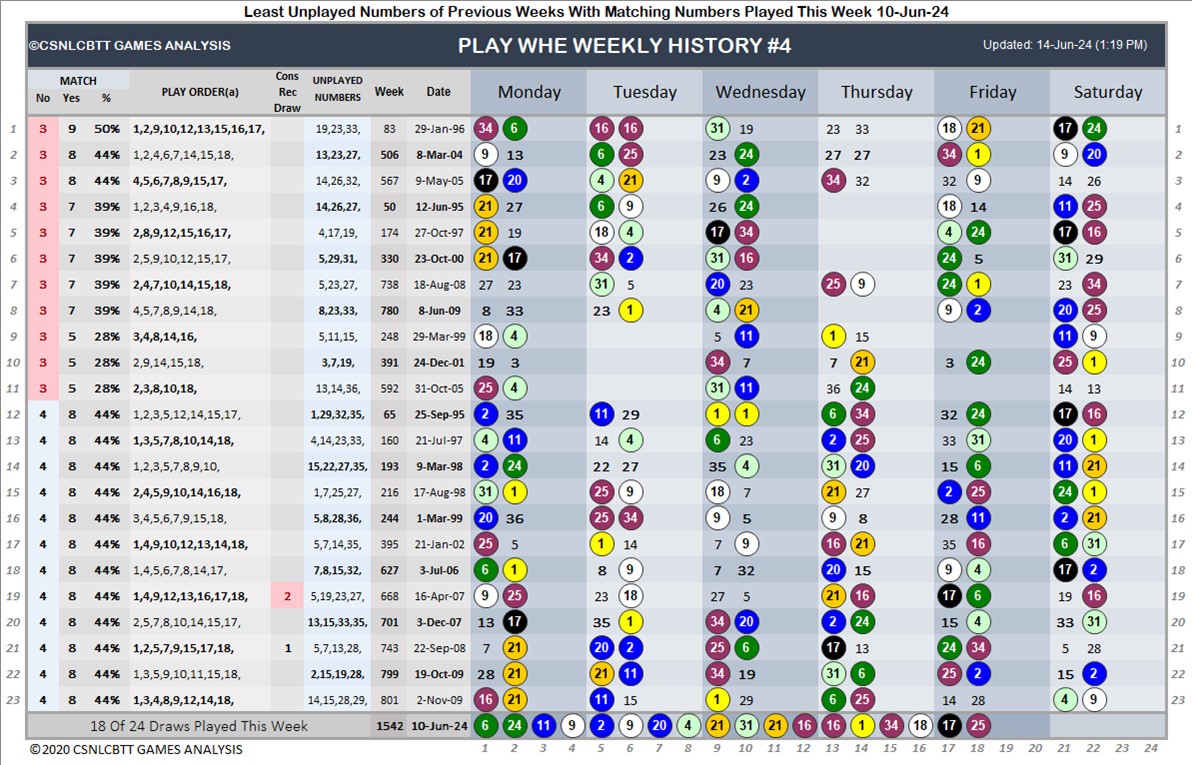 Least Unplayed Numbers of Previous Weeks With Matching Numbers Played This Week 10-Jun-24
©CSNLCBTT GAMES ANALYSIS PLAY WHE WEEKLY HISTORY #4 Updated: 14-Jun-24 (1:19 PM)
MATCH PLAY ORDER(a) Cons Rec Draw UNPLAYED NUMBERS Week Date Monday Tuesday Wednesday Thursday Friday Saturday
No Yes %
1 3 9 50% 1,2,9,10,12,13,15,16,17, 19,23,33, 83 29-Jan-96 34 6 16 16 31 19 23 33 18 21 17 24 1
2 3 8 44% 1,2,4,6,7,14,15,18, 13,23,27, 506 8-Mar-04 9 13 6 25 23 24 27 27 34 1 9 20 2
3 3 8 44% 4,5,6,7,8,9,15,17, 14,26,32, 567 9-May-05 17 20 4 21 9 2 34 32 32 9 14 26 3
4 3 7 39% 1,2,3,4,9,16,18, 14,26,27, 50 12-Jun-95 21 27 6 9 26 24 18 14 11 25 4
5 3 7 39% 2,8,9,12,15,16,17, 4,17,19, 174 27-Oct-97 21 19 18 4 17 34 4 24 17 16 5
6 3 7 39% 2,5,9,10,12,15,17, 5,29,31, 330 23-Oct-00 21 17 34 2 31 16 24 5 31 29 6
7 3 7 39% 2,4,7,10,14,15,18, 5,23,27, 738 18-Aug-08 27 23 31 5 20 23 25 9 24 1 23 34 7
8 3 7 39% 4,5,7,8,9,14,18, 8,23,33, 780 8-Jun-09 8 33 23 1 4 21 9 2 20 25 8
9 3 5 28% 3,4,8,14,16, 5,11,15, 248 29-Mar-99 18 4 5 11 1 15 11 9 9
10 3 5 28% 2,9,14,15,18, 3,7,19, 391 24-Dec-01 19 3 34 7 7 21 3 24 25 1 10
11 3 5 28% 2,3,8,10,18, 13,14,36, 592 31-Oct-05 25 4 31 11 36 24 14 13 11
12 4 8 44% 1,2,3,5,12,14,15,17, 1,29,32,35, 65 25-Sep-95 2 35 11 29 1 1 6 34 32 24 17 16 12
13 4 8 44% 1,3,5,7,8,10,14,18, 4,14,23,33, 160 21-Jul-97 4 11 14 4 6 23 2 25 33 31 20 1 13
14 4 8 44% 1,2,3,5,7,8,9,10, 15,22,27,35, 193 9-Mar-98 2 24 22 27 35 4 31 20 15 6 11 21 14
15 4 8 44% 2,4,5,9,10,14,16,18, 1,7,25,27, 216 17-Aug-98 31 1 25 9 18 7 21 27 2 25 24 1 15
16 4 8 44% 3,4,5,6,7,9,15,18, 5,8,28,36, 244 1-Mar-99 20 36 25 34 9 5 9 8 28 11 2 21 16
17 4 8 44% 1,4,9,10,12,13,14,18, 5,7,14,35, 395 21-Jan-02 25 5 1 14 7 9 16 21 35 16 6 31 17
18 4 8 44% 1,4,5,6,7,8,14,17, 7,8,15,32, 627 3-Jul-06 6 1 8 9 7 32 20 15 9 4 17 2 18
19 4 8 44% 1,4,9,12,13,16,17,18, 2 5,19,23,27, 668 16-Apr-07 9 25 23 18 27 5 21 16 17 6 19 16 19
20 4 8 44% 2,5,7,8,10,14,15,17, 13,15,33,35, 701 3-Dec-07 13 17 35 1 34 20 2 24 15 4 33 31 20
21 4 8 44% 1,2,5,7,9,15,17,18, 1 5,7,13,28, 743 22-Sep-08 7 21 20 2 25 6 17 13 24 34 5 28 21
22 4 8 44% 1,3,5,9,10,11,15,18, 2,15,19,28, 799 19-Oct-09 28 21 21 11 34 19 31 6 25 2 15 2 22
23 4 8 44% 1,3,4,8,9,12,14,18, 14,15,28,29, 801 2-Nov-09 16 21 11 15 1 29 6 25 14 28 4 9 23
18 Of 24 Draws Played This Week 1542 10-Jun-24 6 24 11 9 2 9 20 4 21 31 21 16 16 1 34 18 17 25
© 2020 CSNLCBTT GAMES ANALYSIS 1 2 3 4 5 6 7 8 9 10 11 12 13 14 15 16 17 18 19 20 21 22 23 24